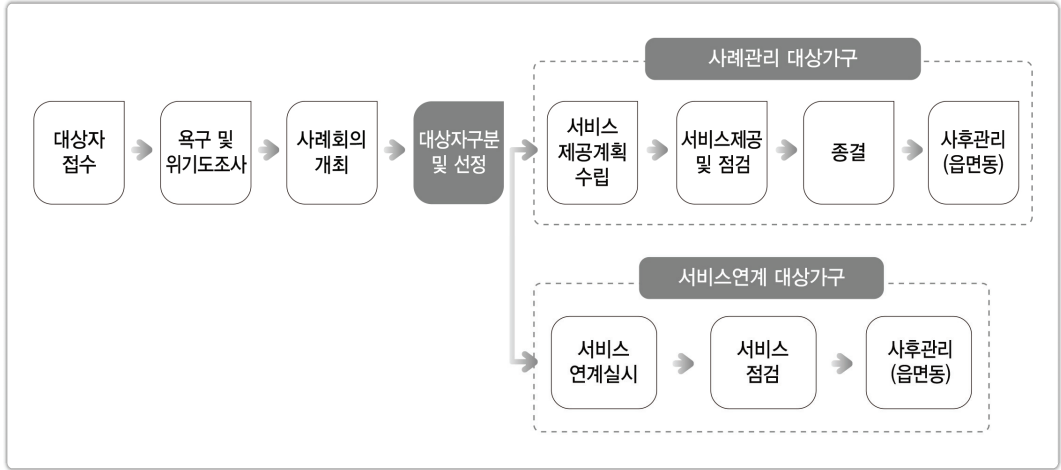 대상자
접수
욕구 및
위기도조사
사례회의
개최
대상자구분
및 선정
사례관리 대상가구
서비스
제공계획
수립
서비스제공
및 점검
종결
사후관리
(읍면동)
서비스연계 대상가구
서비스
연계실시
서비스
점검
사후관리
(읍면동)